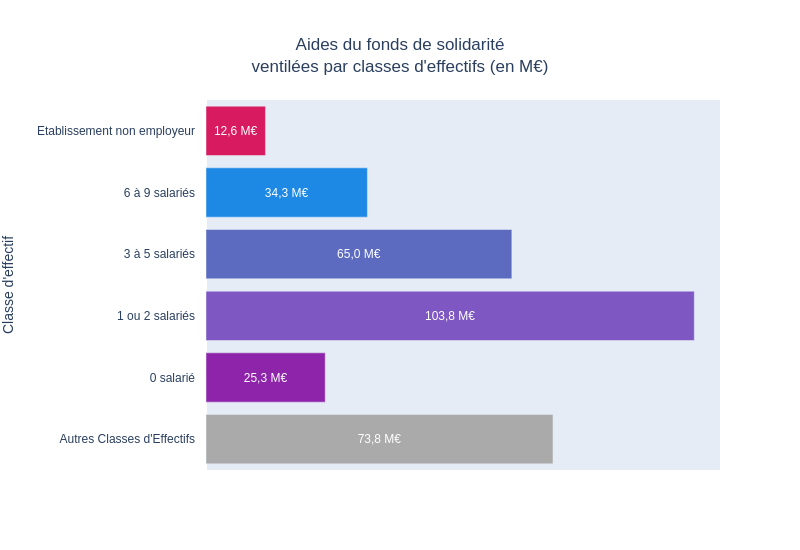 Aides du fonds de solidarité
ventilées par classes d'effectifs (en M€)
Classe d'effectif
Etablissement non employeur
12,6 M€
6 à 9 salariés
34,3 M€
3 à 5 salariés
65,0 M€
1 ou 2 salariés
103,8 M€
0 salarié
25,3 M€
Autres Classes d'Effectifs
73,8 M€